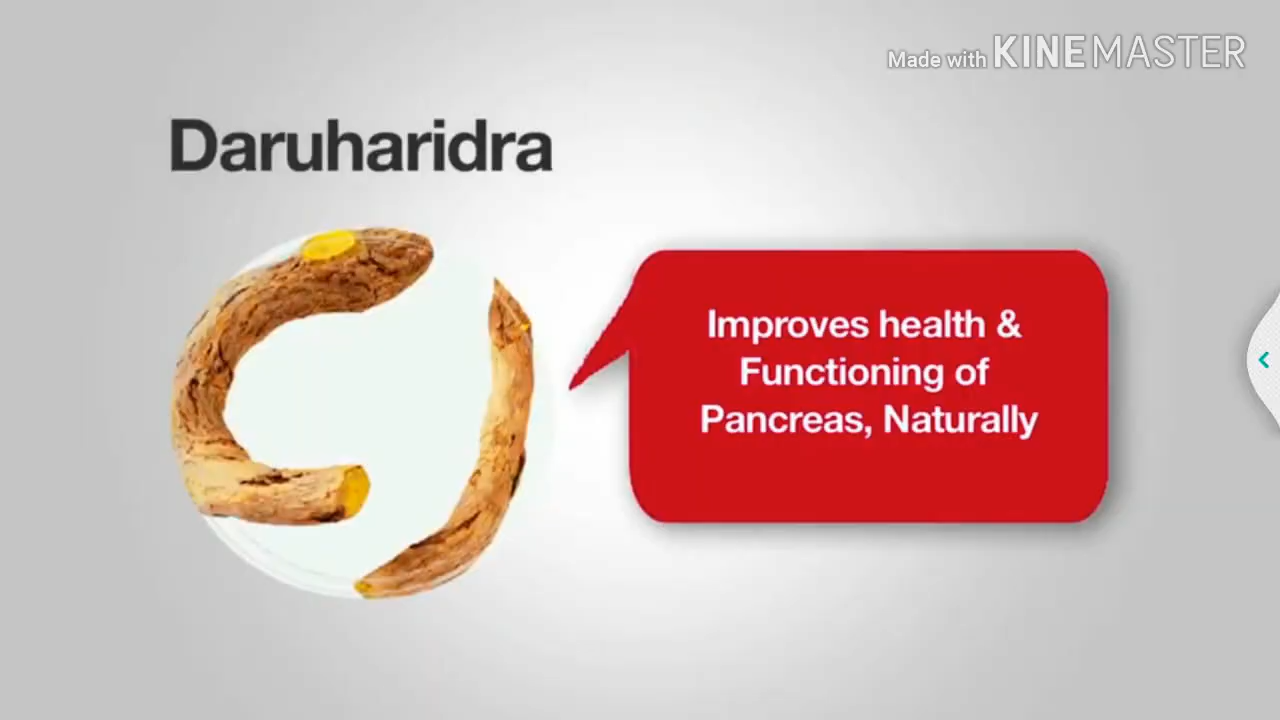 Made with KINEMASTER
Daruharidra
Improves health &
Functioning of
Pancreas, Naturally